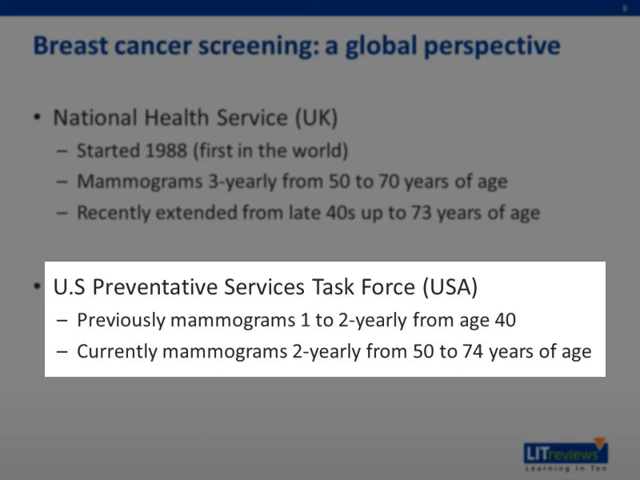 9
Breast cancer screening: a global perspective
• National Health Service (UK)
– Started 1988 (first in the world)
– Mammograms 3-yearly from 50 to 70 years of age
– Recently extended from late 40s up to 73 years of age
• U.S Preventative Services Task Force (USA)
– Previously mammograms 1 to 2-yearly from age 40
– Currently mammograms 2-yearly from 50 to 74 years of age
LITreviews
Learning in Ten